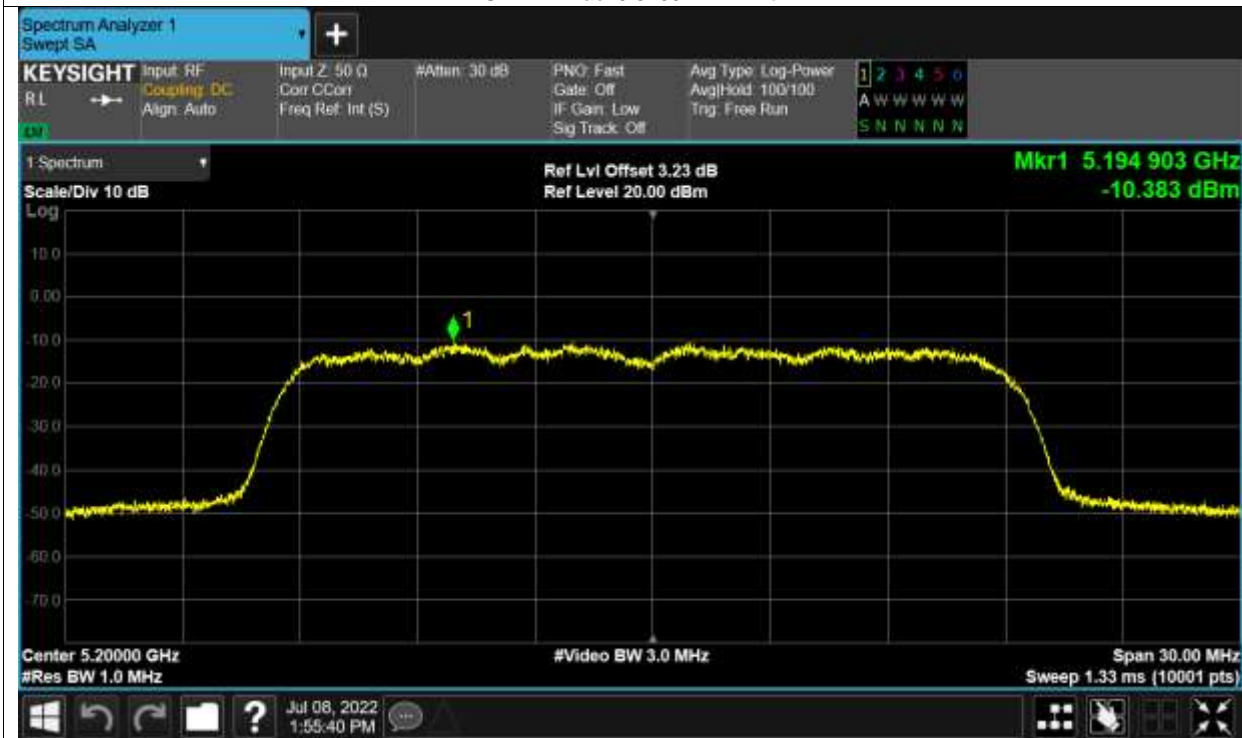 Spectrum Analyzer 1
Swept SA
+
KEYSIGHT
RL
Input: RF
Coupling: DC
Align: Auto
Input Z: 50 Ω
Corr CCorr
Freq Ref: Int (S)
#Atten: 30 dB
PNO: Fast
Gate: Off
IF Gain: Low
Sig Track: Off
Avg Type: Log-Power
Avg|Hold: 100/100
Trig: Free Run
1 2 3 4 5 6
A W W W W W
S N N N N N
1 Spectrum
Scale/Div 10 dB
Log
Ref Lvl Offset 3.23 dB
Ref Level 20.00 dBm
Mkr1 5.194 903 GHz
-10.383 dBm
10.0
0.00
-10.0
-20.0
-30.0
-40.0
-50.0
-60.0
-70.0
1
Center 5.20000 GHz
#Res BW 1.0 MHz
#Video BW 3.0 MHz
Span 30.00 MHz
Sweep 1.33 ms (10001 pts)
?
Jul 08, 2022
1:55:40 PM